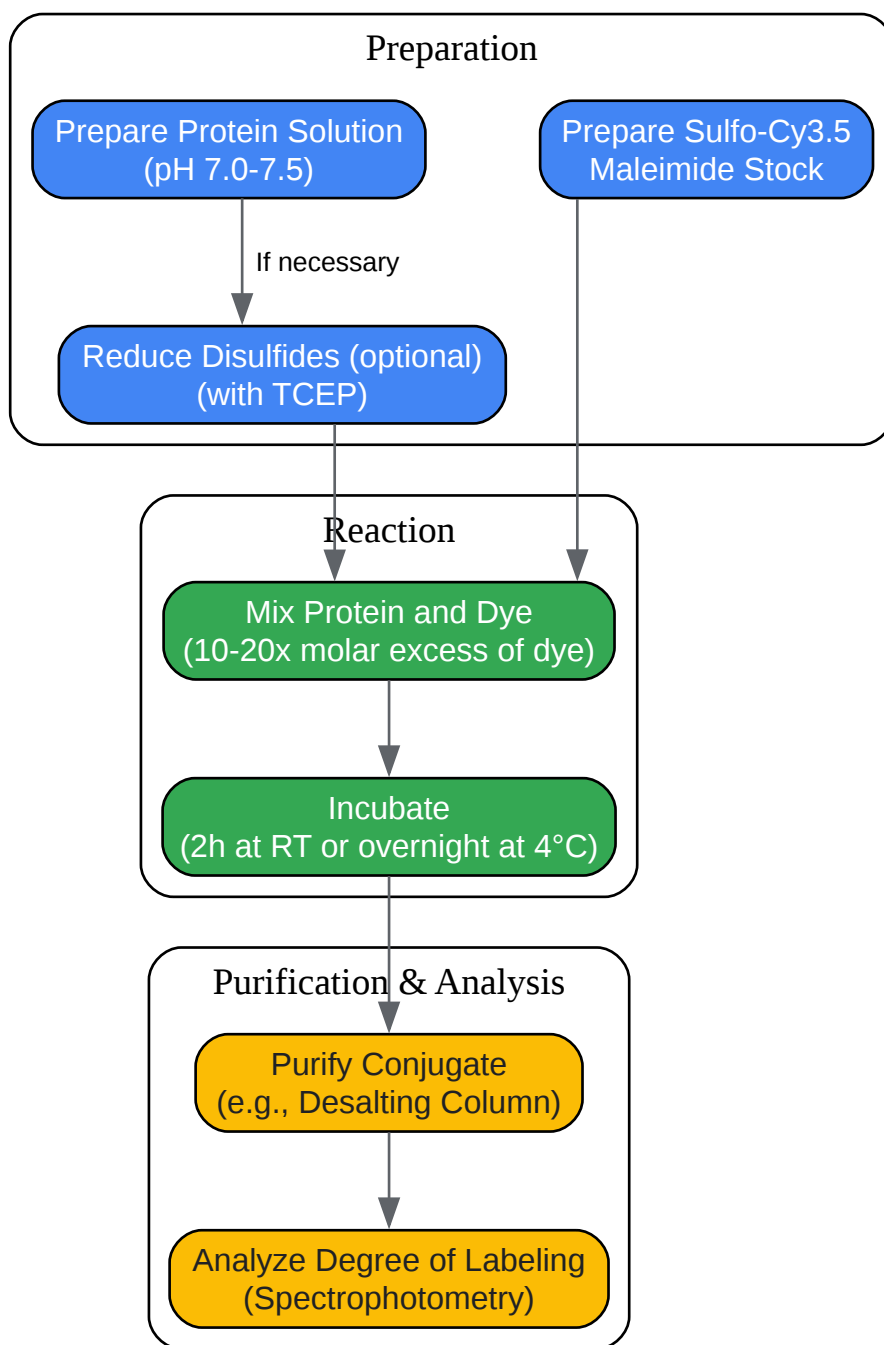 Preparation
Prepare Protein Solution
(pH 7.0-7.5)
Prepare Sulfo-Cy3.5
Maleimide Stock
If necessary
Reduce Disulfides (optional)
(with TCEP)
Reaction
Mix Protein and Dye
(10-20x molar excess of dye)
Incubate
(2h at RT or overnight at 4°C)
Purification & Analysis
Purify Conjugate
(e.g., Desalting Column)
Analyze Degree of Labeling
(Spectrophotometry)